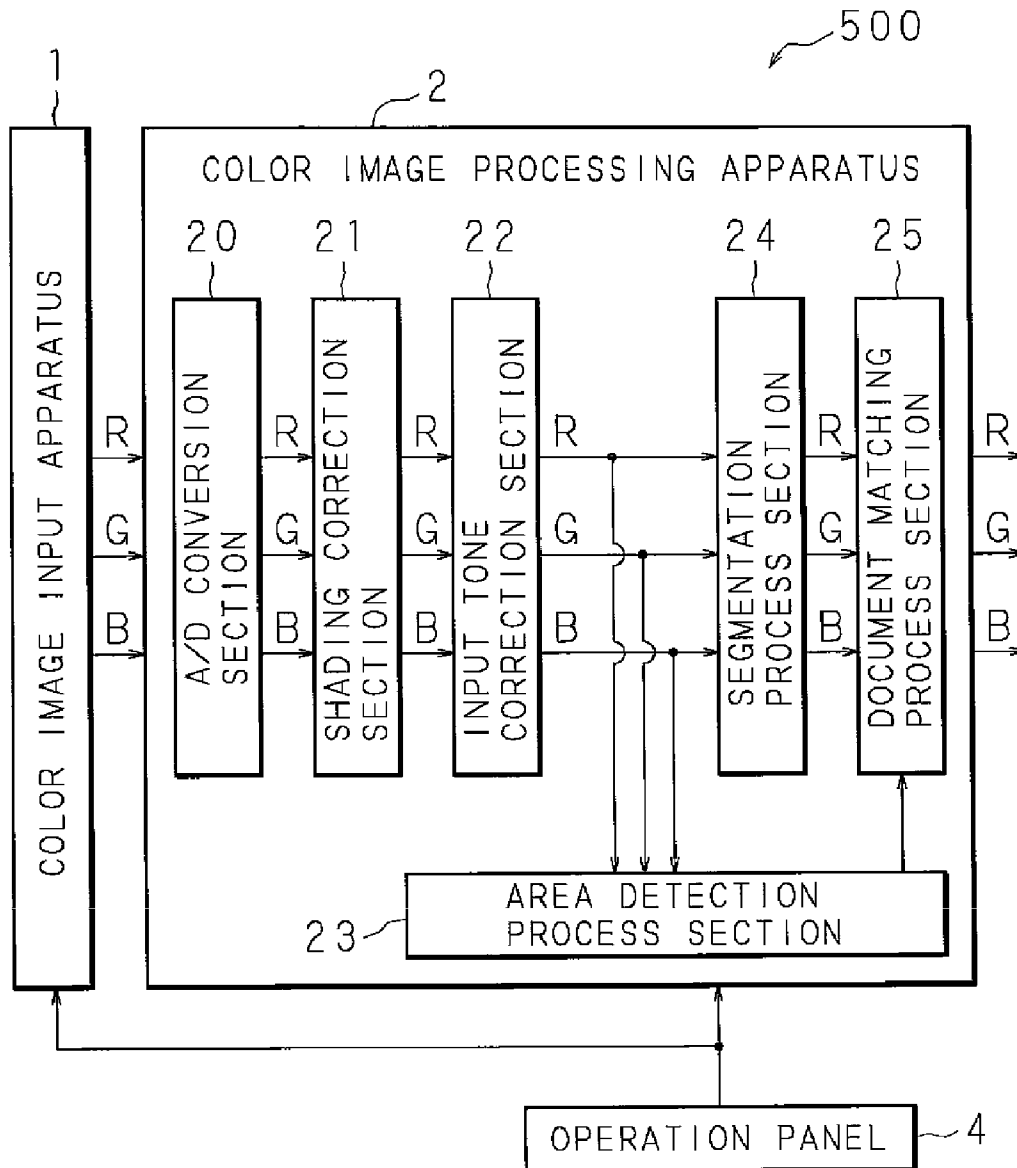 500
1
2
COLOR IMAGE PROCESSING APPARATUS
20
21
22
24
25
COLOR IMAGE INPUT APPARATUS
A/D CONVERSION
SECTION
SHADING CORRECTION
SECTION
INPUT TONE
CORRECTION SECTION
SEGMENTATION
PROCESS SECTION
DOCUMENT MATCHING
PROCESS SECTION
R R R R R R
G G G G G G
B B B B B B
AREA DETECTION
PROCESS SECTION
23
OPERATION PANEL
4